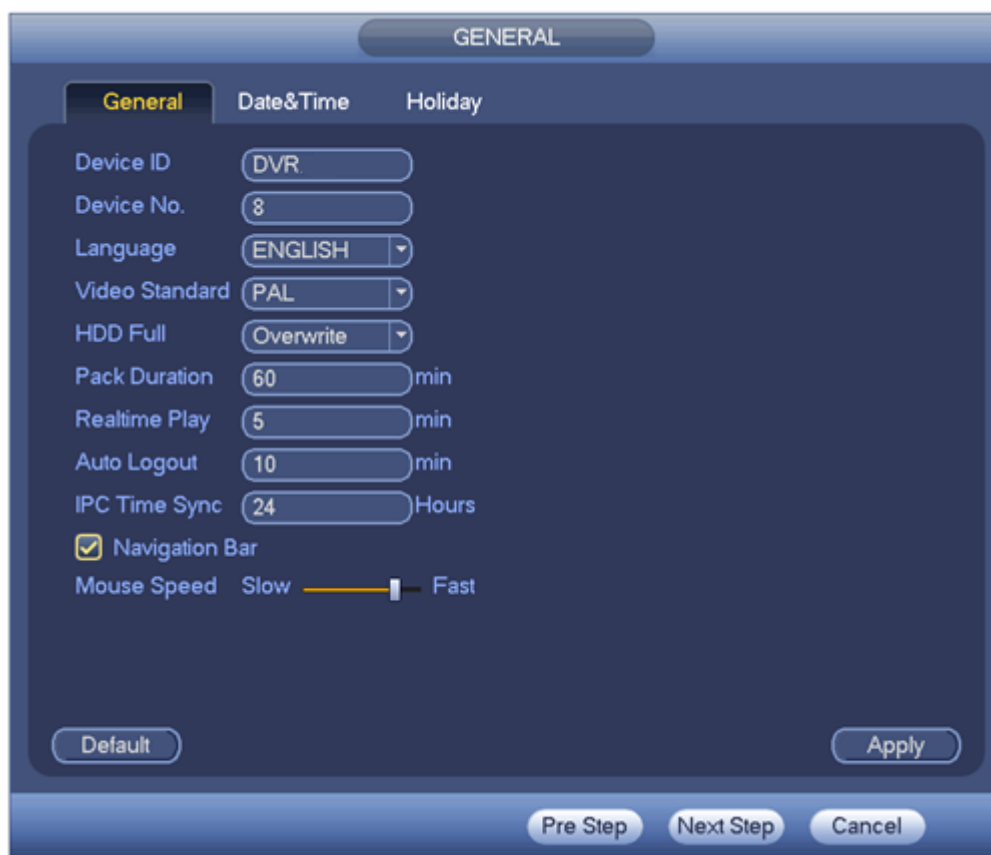 GENERAL
General Date&Time Holiday
Device ID DVR
Device No. 8
Language ENGLISH
Video Standard PAL
HDD Full Overwrite
Pack Duration 60 min
Realtime Play 5 min
Auto Logout 10 min
IPC Time Sync 24 Hours
Navigation Bar
Mouse Speed Slow Fast
Default Apply
Pre Step Next Step Cancel